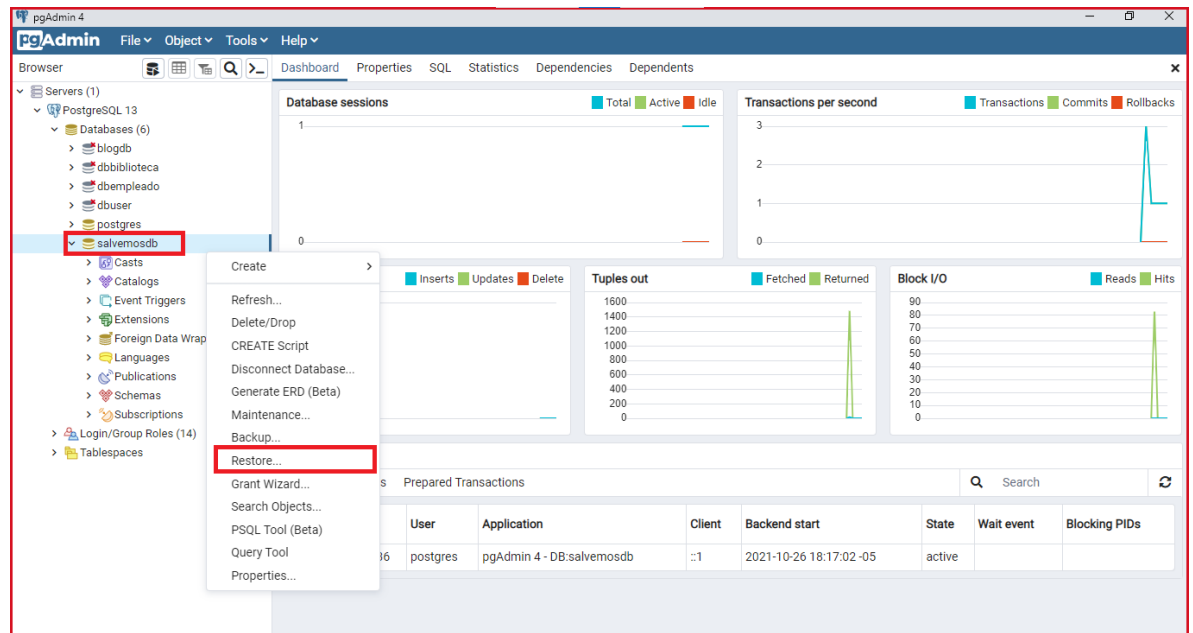 pgAdmin 4
pgAdmin File Object Tools Help
Browser Dashboard Properties SQL Statistics Dependencies Dependents
Servers (1)
PostgreSQL 13
Databases (6)
blogdb
dbbiblioteca
dbempleado
dbuser
postgres
salvemosdb
Casts
Catalogs
Event Triggers
Extensions
Foreign Data Wrap
Languages
Publications
Schemas
Subscriptions
Login/Group Roles (14)
Tablespaces
Create
Refresh...
Delete/Drop
CREATE Script
Disconnect Database...
Generate ERD (Beta)
Maintenance...
Backup...
Restore...
Grant Wizard...
Search Objects...
PSQL Tool (Beta)
Query Tool
Properties...
Database sessions Total Active Idle
1
0
Transactions per second Transactions Commits Rollbacks
3
2
1
0
Inserts Updates Delete
Tuples out Fetched Returned
1600
1400
1200
1000
800
600
400
200
0
Block I/O Reads Hits
90
80
70
60
50
40
30
20
10
0
s Prepared Transactions Search
User Application Client Backend start State Wait event Blocking PIDs
36 postgres pgAdmin 4 - DB:salvemosdb ::1 2021-10-26 18:17:02 -05 active